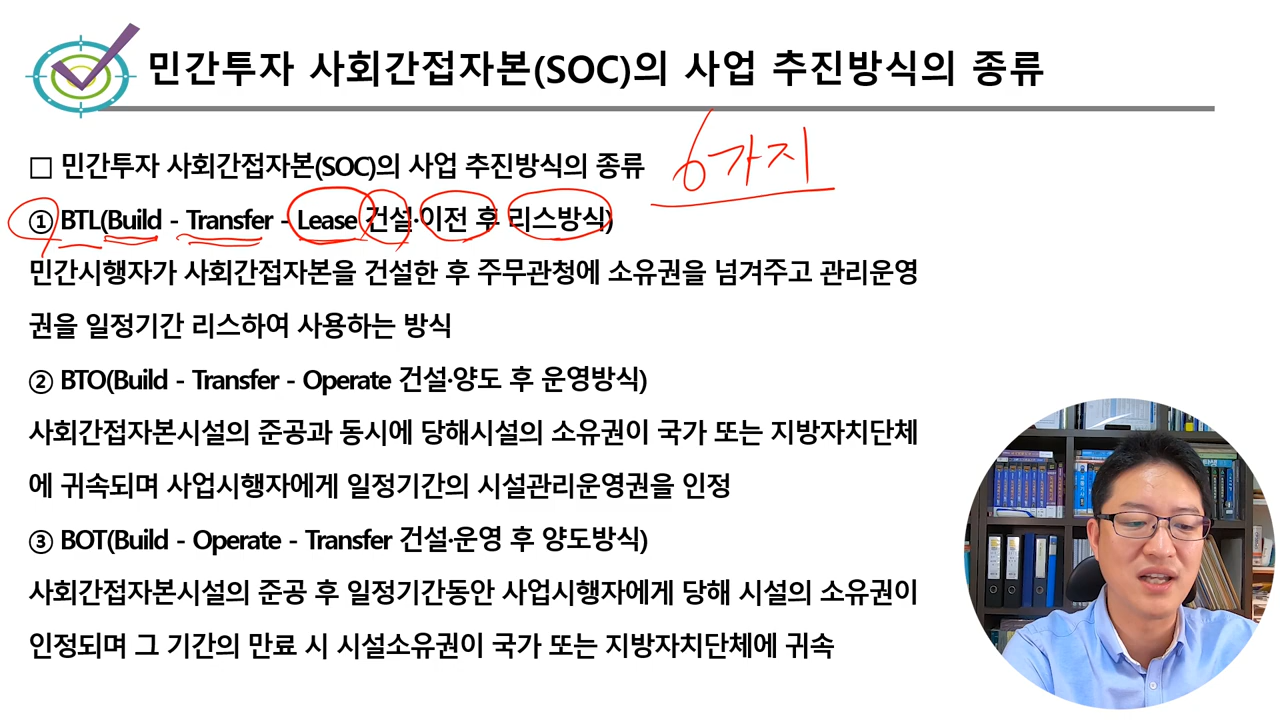 민간투자 사회간접자본(SOC)의 사업 추진방식의 종류
□ 민간투자 사회간접자본(SOC)의 사업 추진방식의 종류
6가지
① BTL(Build - Transfer - Lease 건설·이전 후 리스방식)
민간시행자가 사회간접자본을 건설한 후 주무관청에 소유권을 넘겨주고 관리운영
권을 일정기간 리스하여 사용하는 방식
② BTO(Build - Transfer - Operate 건설·양도 후 운영방식)
사회간접자본시설의 준공과 동시에 당해시설의 소유권이 국가 또는 지방자치단체
에 귀속되며 사업시행자에게 일정기간의 시설관리운영권을 인정
③ BOT(Build - Operate - Transfer 건설·운영 후 양도방식)
사회간접자본시설의 준공 후 일정기간동안 사업시행자에게 당해 시설의 소유권이
인정되며 그 기간의 만료 시 시설소유권이 국가 또는 지방자치단체에 귀속